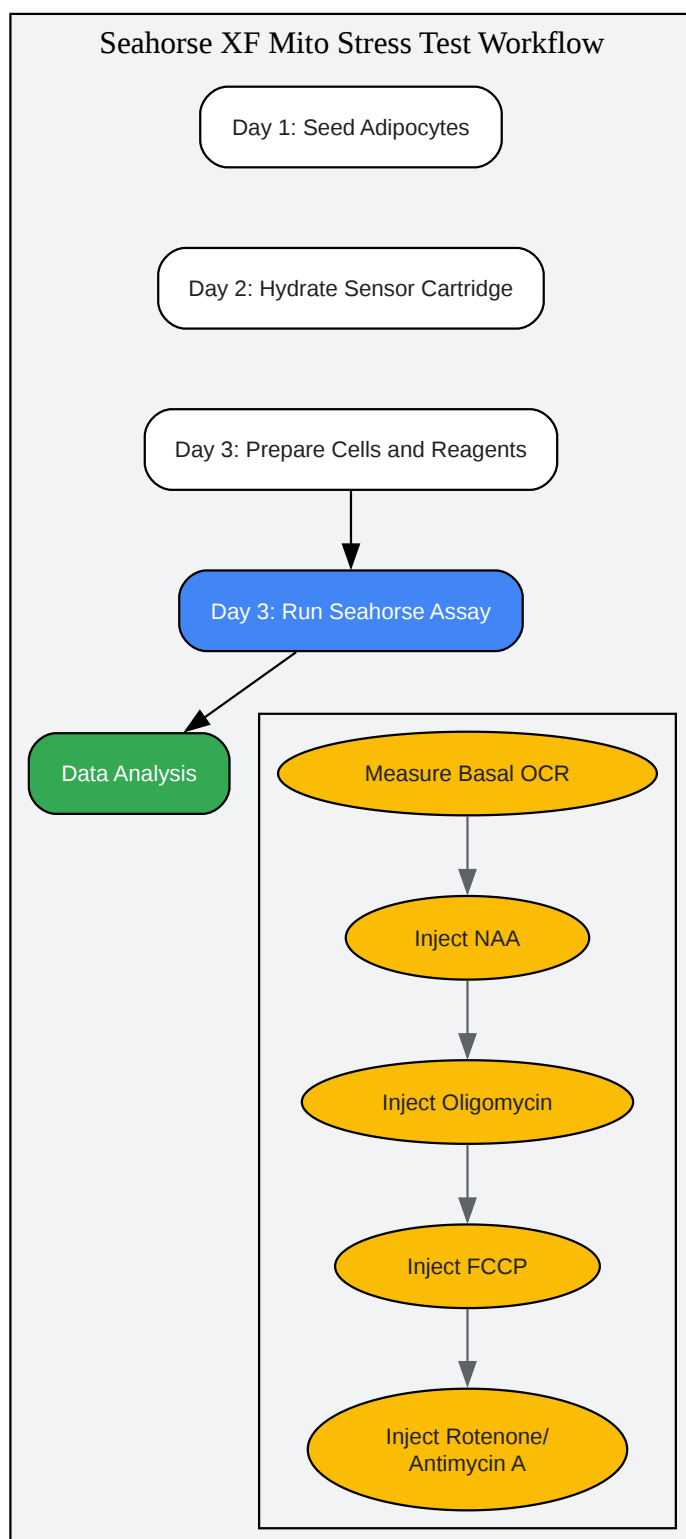 Seahorse XF Mito Stress Test Workflow
Day 1: Seed Adipocytes
Day 2: Hydrate Sensor Cartridge
Day 3: Prepare Cells and Reagents
Day 3: Run Seahorse Assay
Data Analysis
Measure Basal OCR
Inject NAA
Inject Oligomycin
Inject FCCP
Inject Rotenone/
Antimycin A